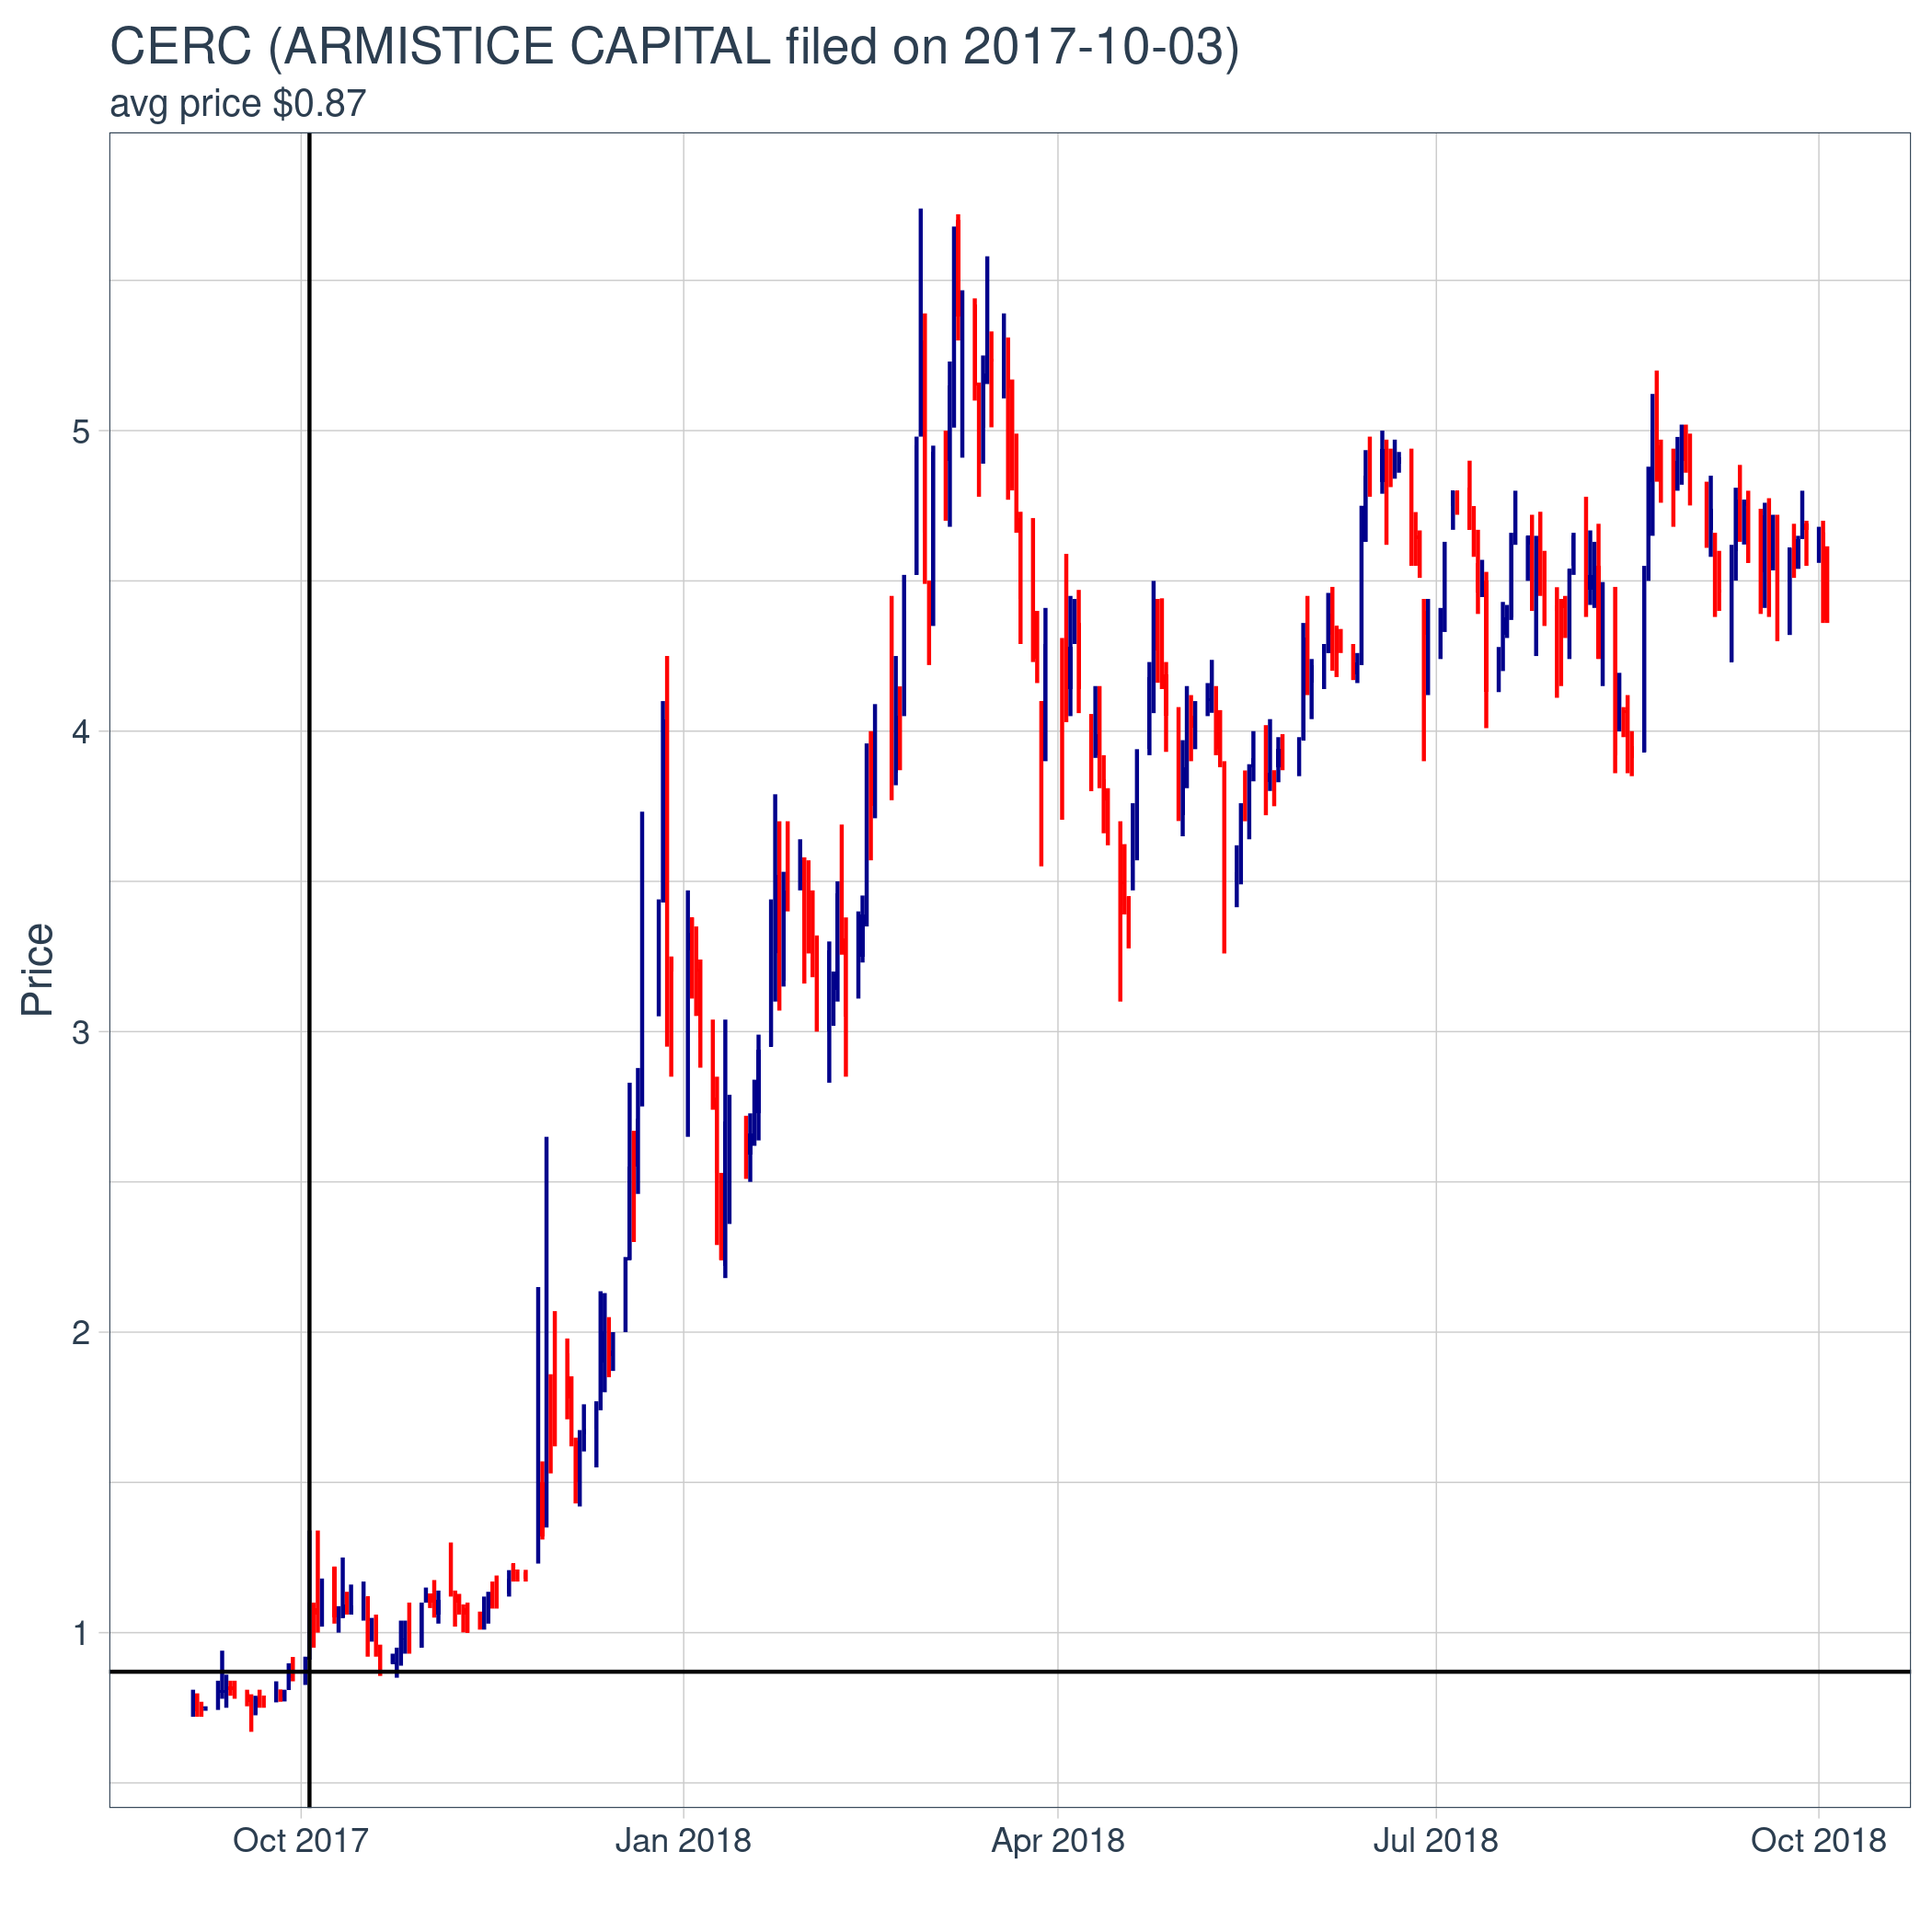 CERC (ARMISTICE CAPITAL filed on 2017-10-03)
avg price $0.87
5
4
3
2
1
Price
Oct 2017
Jan 2018
Apr 2018
Jul 2018
Oct 2018